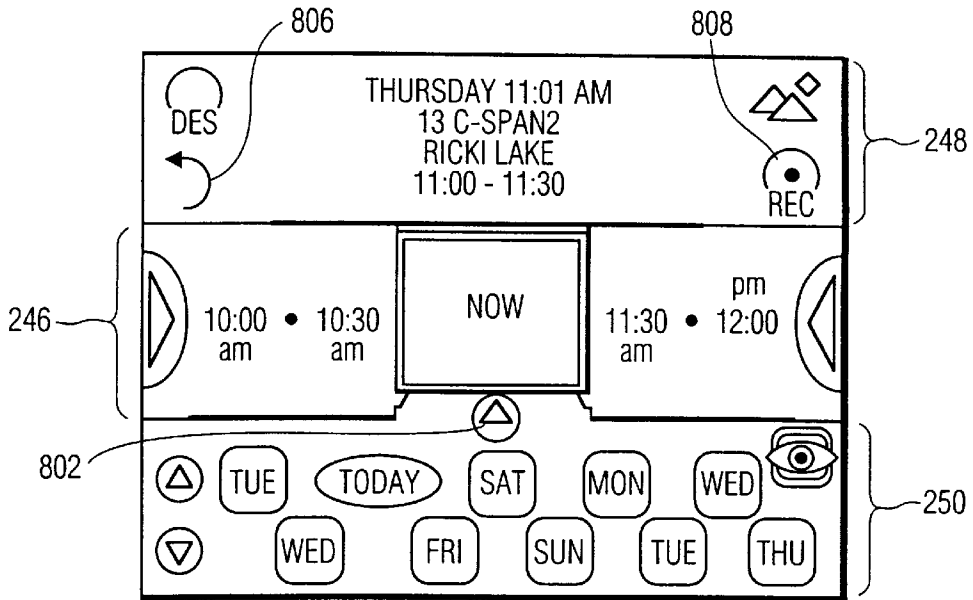 806
808
DES
THURSDAY 11:01 AM
13 C-SPAN2
RICKI LAKE
11:00 - 11:30
REC
248
246
10:00 am • 10:30 am
NOW
11:30 am • pm 12:00
802
TUE TODAY SAT MON WED
WED FRI SUN TUE THU
250